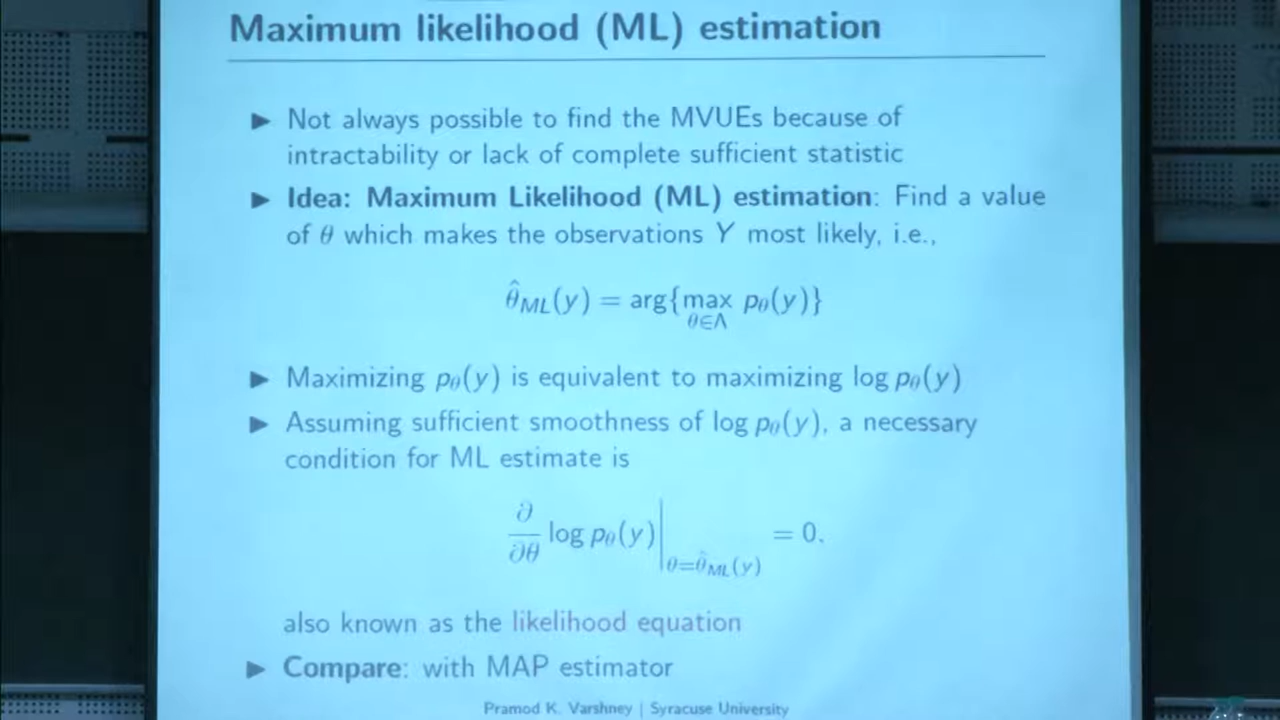 Maximum likelihood (ML) estimation
► Not always possible to find the MVUEs because of
intractability or lack of complete sufficient statistic
► Idea: Maximum Likelihood (ML) estimation: Find a value
of θ which makes the observations Y most likely, i.e.,
θ̂_ML(y) = arg{max_{θ∈Λ} p_θ(y)}
► Maximizing p_θ(y) is equivalent to maximizing log p_θ(y)
► Assuming sufficient smoothness of log p_θ(y), a necessary
condition for ML estimate is
∂/∂θ log p_θ(y)|_{θ=θ̂_ML(y)} = 0.
also known as the likelihood equation
► Compare: with MAP estimator
Pramod K. Varshney | Syracuse University